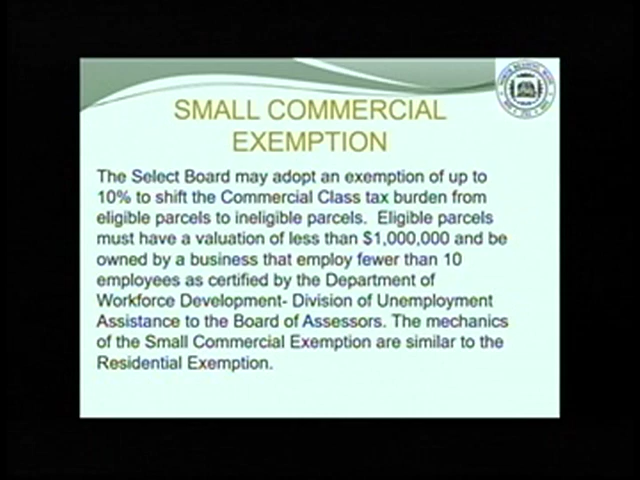 SMALL COMMERCIAL
EXEMPTION
The Select Board may adopt an exemption of up to
10% to shift the Commercial Class tax burden from
eligible parcels to ineligible parcels.  Eligible parcels
must have a valuation of less than $1,000,000 and be
owned by a business that employ fewer than 10
employees as certified by the Department of
Workforce Development- Division of Unemployment
Assistance to the Board of Assessors. The mechanics
of the Small Commercial Exemption are similar to the
Residential Exemption.